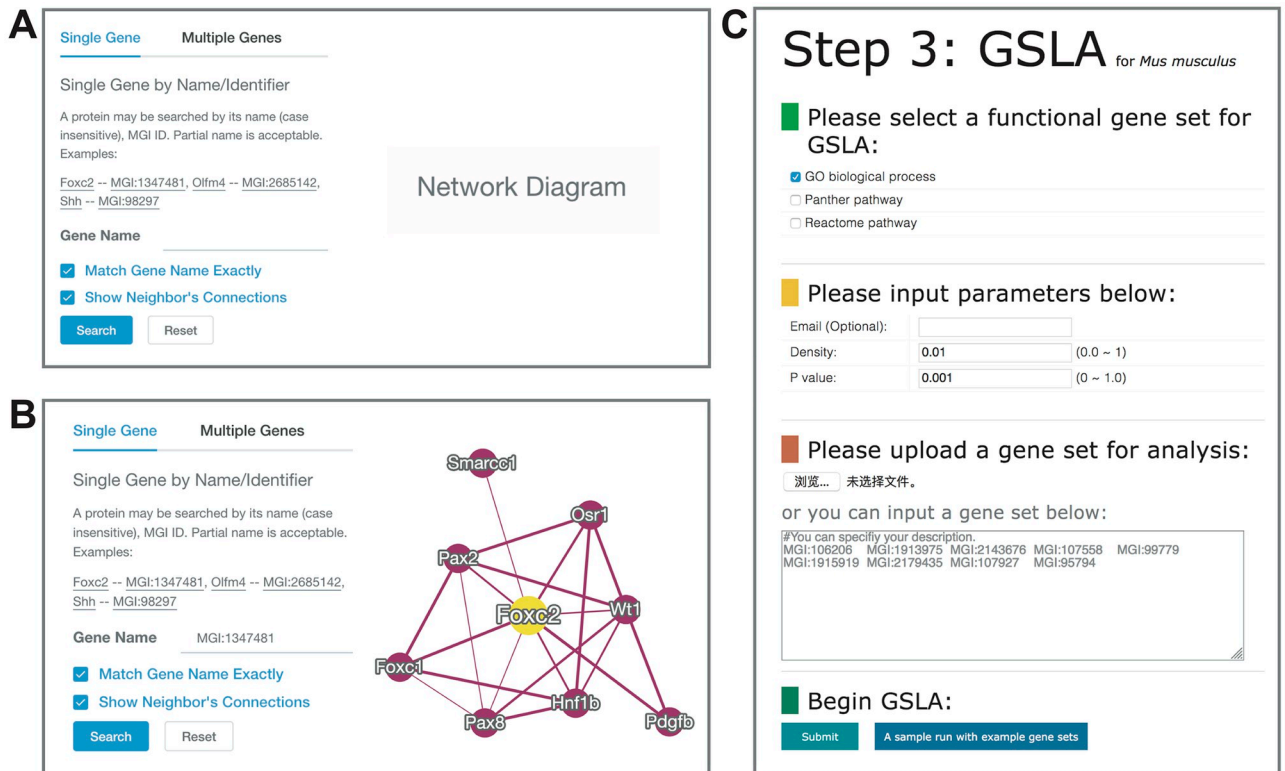 A
Single Gene
Multiple Genes
Single Gene by Name/Identifier
A protein may be searched by its name (case
insensitive), MGI ID. Partial name is acceptable.
Examples:
Foxc2 -- MGI:1347481, Olfm4 -- MGI:2685142,
Shh -- MGI:98297
Gene Name
Match Gene Name Exactly
Show Neighbor's Connections
Search
Reset
Network Diagram
B
Single Gene
Multiple Genes
Single Gene by Name/Identifier
A protein may be searched by its name (case
insensitive), MGI ID. Partial name is acceptable.
Examples:
Foxc2 -- MGI:1347481, Olfm4 -- MGI:2685142,
Shh -- MGI:98297
Gene Name MGI:1347481
Match Gene Name Exactly
Show Neighbor's Connections
Search
Reset
Smarcc1
Osr1
Pax2
Foxc2
Wt1
Foxc1
Hnf1b
Pax8
Pdgfb
C
Step 3: GSLA for Mus musculus
Please select a functional gene set for
GSLA:
GO biological process
Panther pathway
Reactome pathway
Please input parameters below:
Email (Optional):
Density: 0.01 (0.0 ~ 1)
P value: 0.001 (0 ~ 1.0)
Please upload a gene set for analysis:
浏览... 未选择文件。
or you can input a gene set below:
#You can specifiy your description.
MGI:106206 MGI:1913975 MGI:2143676 MGI:107558 MGI:99779
MGI:1915919 MGI:2179435 MGI:107927 MGI:95794
Begin GSLA:
Submit
A sample run with example gene sets